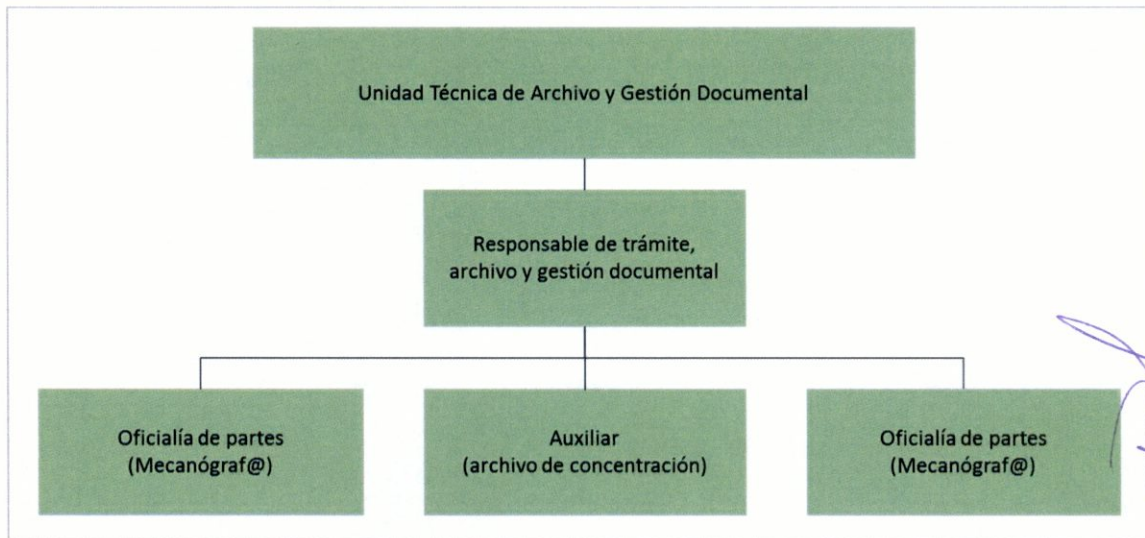 Unidad Técnica de Archivo y Gestión Documental
Responsable de trámite,
archivo y gestión documental
Oficialía de partes
(Mecanógraf@)
Auxiliar
(archivo de concentración)
Oficialía de partes
(Mecanógraf@)